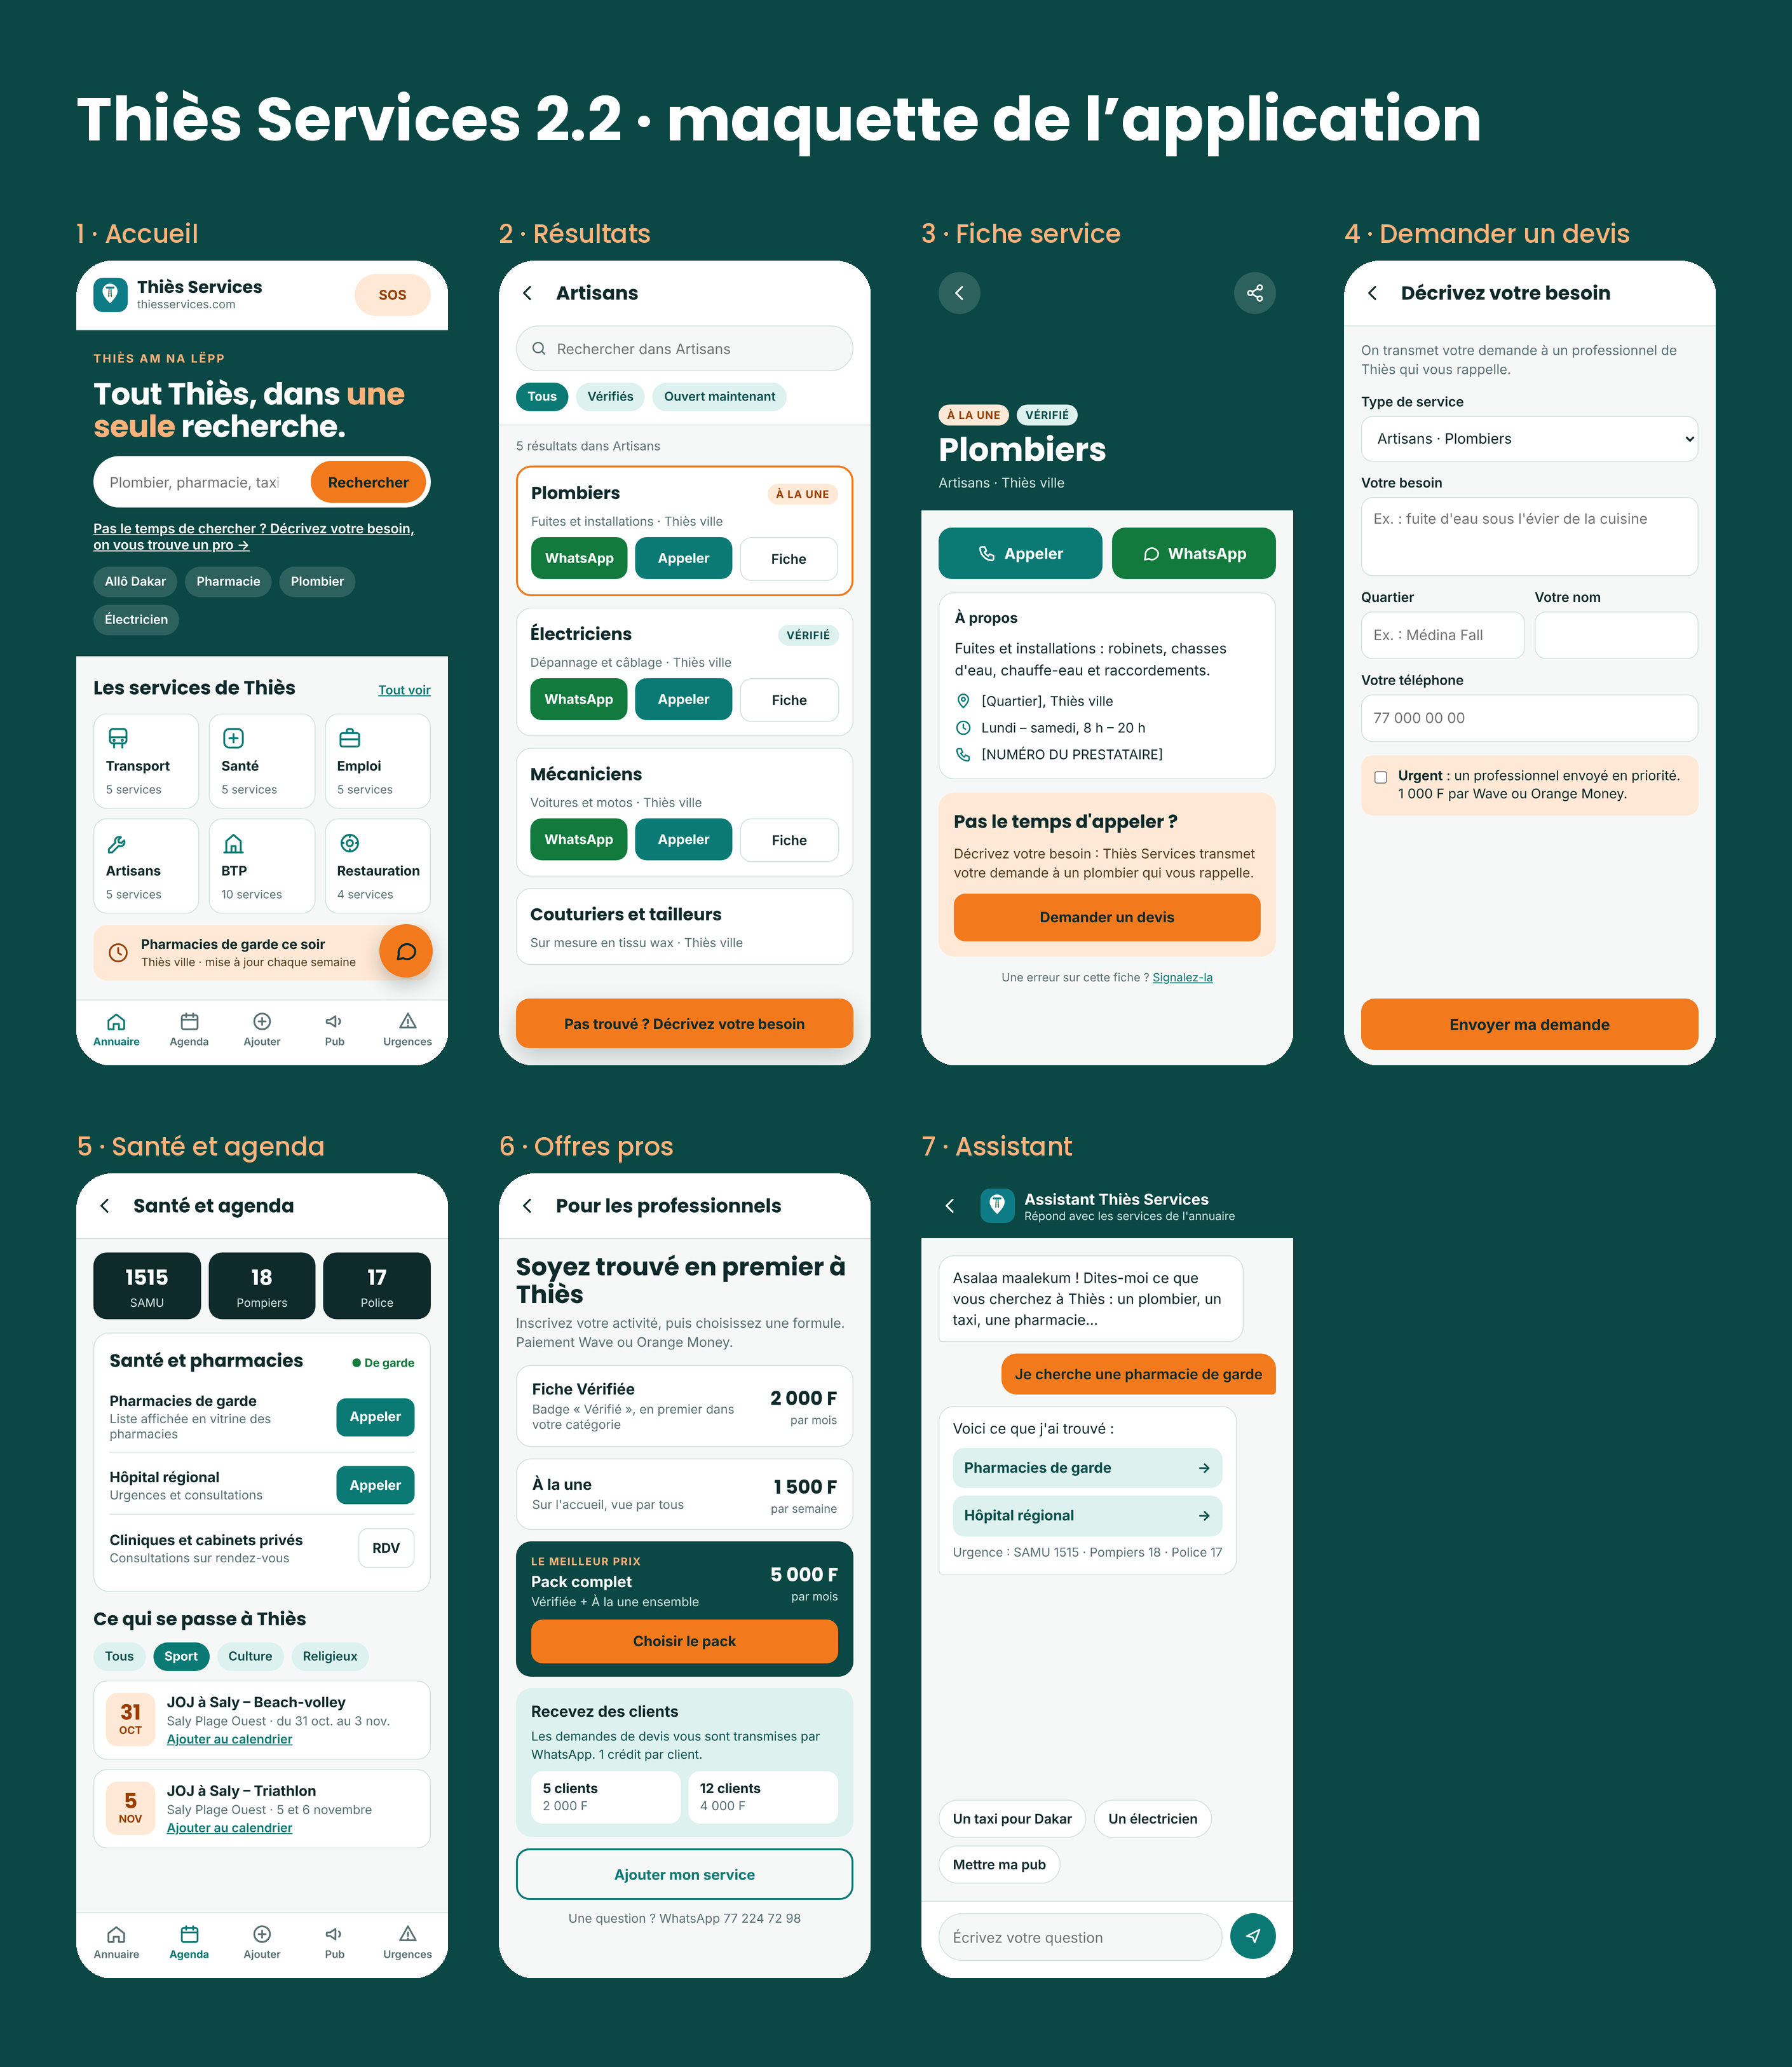 Thiès Services 2.2 · maquette de l’application
1 · Accueil
Thiès Services
thiesservices.com
SOS
THIÈS AM NA LËPP
Tout Thiès, dans une
seule recherche.
Plombier, pharmacie, taxi
Rechercher
Pas le temps de chercher ? Décrivez votre besoin,
on vous trouve un pro →
Allô Dakar
Pharmacie
Plombier
Électricien
Les services de Thiès
Tout voir
Transport
5 services
Santé
5 services
Emploi
5 services
Artisans
5 services
BTP
10 services
Restauration
4 services
Pharmacies de garde ce soir
Thiès ville · mise à jour chaque semaine
Annuaire
Agenda
Ajouter
Pub
Urgences
2 · Résultats
Artisans
Rechercher dans Artisans
Tous
Vérifiés
Ouvert maintenant
5 résultats dans Artisans
Plombiers
À LA UNE
Fuites et installations · Thiès ville
WhatsApp
Appeler
Fiche
Électriciens
VÉRIFIÉ
Dépannage et câblage · Thiès ville
WhatsApp
Appeler
Fiche
Mécaniciens
Voitures et motos · Thiès ville
WhatsApp
Appeler
Fiche
Couturiers et tailleurs
Sur mesure en tissu wax · Thiès ville
Pas trouvé ? Décrivez votre besoin
3 · Fiche service
À LA UNE
VÉRIFIÉ
Plombiers
Artisans · Thiès ville
Appeler
WhatsApp
À propos
Fuites et installations : robinets, chasses
d'eau, chauffe-eau et raccordements.
[Quartier], Thiès ville
Lundi – samedi, 8 h – 20 h
[NUMÉRO DU PRESTATAIRE]
Pas le temps d'appeler ?
Décrivez votre besoin : Thiès Services transmet
votre demande à un plombier qui vous rappelle.
Demander un devis
Une erreur sur cette fiche ? Signalez-la
4 · Demander un devis
Décrivez votre besoin
On transmet votre demande à un professionnel de
Thiès qui vous rappelle.
Type de service
Artisans · Plombiers
Votre besoin
Ex. : fuite d'eau sous l'évier de la cuisine
Quartier
Votre nom
Ex. : Médina Fall
Votre téléphone
77 000 00 00
Urgent : un professionnel envoyé en priorité.
1 000 F par Wave ou Orange Money.
Envoyer ma demande
5 · Santé et agenda
Santé et agenda
1515
SAMU
18
Pompiers
17
Police
Santé et pharmacies
De garde
Pharmacies de garde
Liste affichée en vitrine des
pharmacies
Appeler
Hôpital régional
Urgences et consultations
Appeler
Cliniques et cabinets privés
Consultations sur rendez-vous
RDV
Ce qui se passe à Thiès
Tous
Sport
Culture
Religieux
31
OCT
JOJ à Saly – Beach-volley
Saly Plage Ouest · du 31 oct. au 3 nov.
Ajouter au calendrier
5
NOV
JOJ à Saly – Triathlon
Saly Plage Ouest · 5 et 6 novembre
Ajouter au calendrier
Annuaire
Agenda
Ajouter
Pub
Urgences
6 · Offres pros
Pour les professionnels
Soyez trouvé en premier à
Thiès
Inscrivez votre activité, puis choisissez une formule.
Paiement Wave ou Orange Money.
Fiche Vérifiée
Badge « Vérifié », en premier dans
votre catégorie
2 000 F
par mois
À la une
Sur l'accueil, vue par tous
1 500 F
par semaine
LE MEILLEUR PRIX
Pack complet
Vérifiée + À la une ensemble
5 000 F
par mois
Choisir le pack
Recevez des clients
Les demandes de devis vous sont transmises par
WhatsApp. 1 crédit par client.
5 clients
2 000 F
12 clients
4 000 F
Ajouter mon service
Une question ? WhatsApp 77 224 72 98
7 · Assistant
Assistant Thiès Services
Répond avec les services de l'annuaire
Asalaa maalekum ! Dites-moi ce que
vous cherchez à Thiès : un plombier, un
taxi, une pharmacie…
Je cherche une pharmacie de garde
Voici ce que j'ai trouvé :
Pharmacies de garde →
Hôpital régional →
Urgence : SAMU 1515 · Pompiers 18 · Police 17
Un taxi pour Dakar
Un électricien
Mettre ma pub
Écrivez votre question